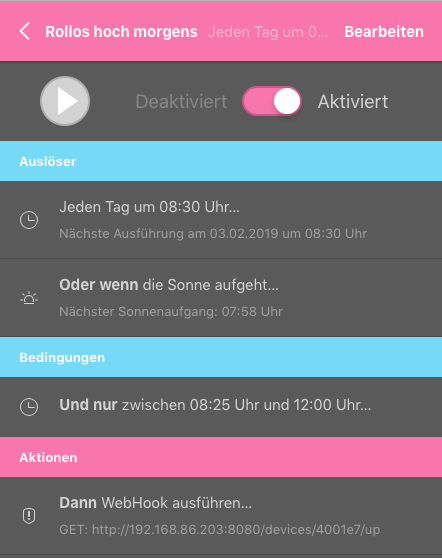 Rollos hoch morgens Jeden Tag um 0... Bearbeiten
Deaktiviert Aktiviert
Auslöser
Jeden Tag um 08:30 Uhr...
Nächste Ausführung am 03.02.2019 um 08:30 Uhr
Oder wenn die Sonne aufgeht...
Nächster Sonnenaufgang: 07:58 Uhr
Bedingungen
Und nur zwischen 08:25 Uhr und 12:00 Uhr...
Aktionen
Dann WebHook ausführen...
GET: http://192.168.86.203:8080/devices/4001e7/up